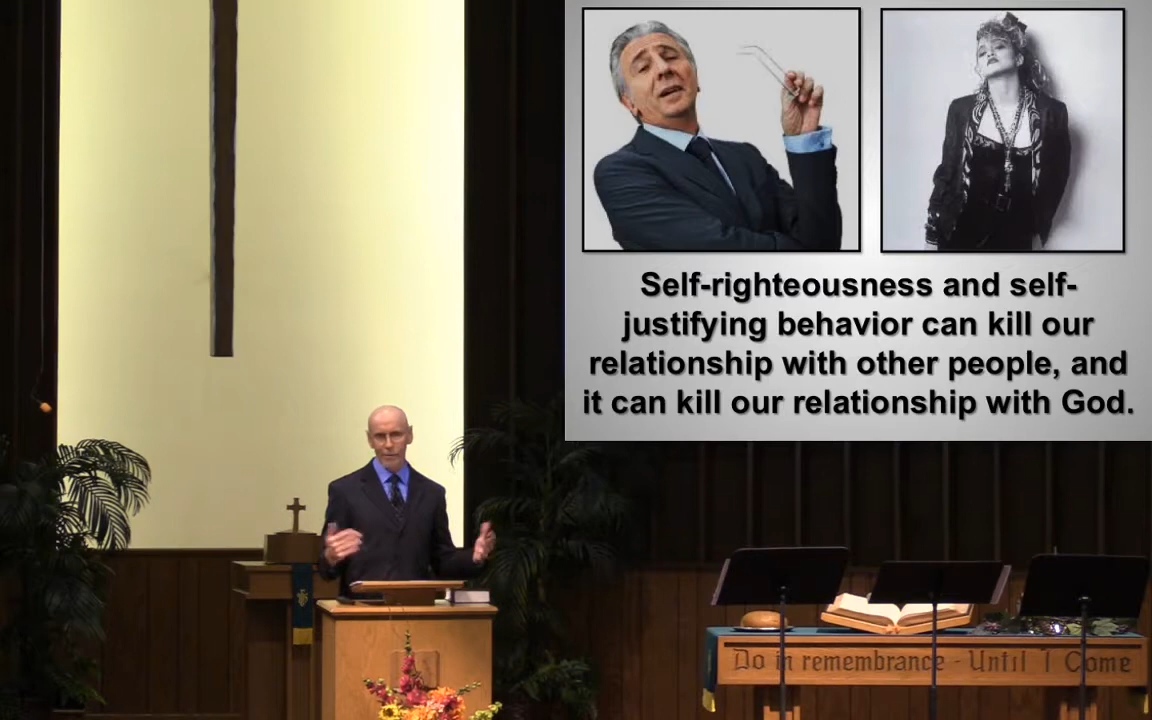 Self-righteousness and self-
justifying behavior can kill our
relationship with other people, and
it can kill our relationship with God.
Do in remembrance - Until I Come